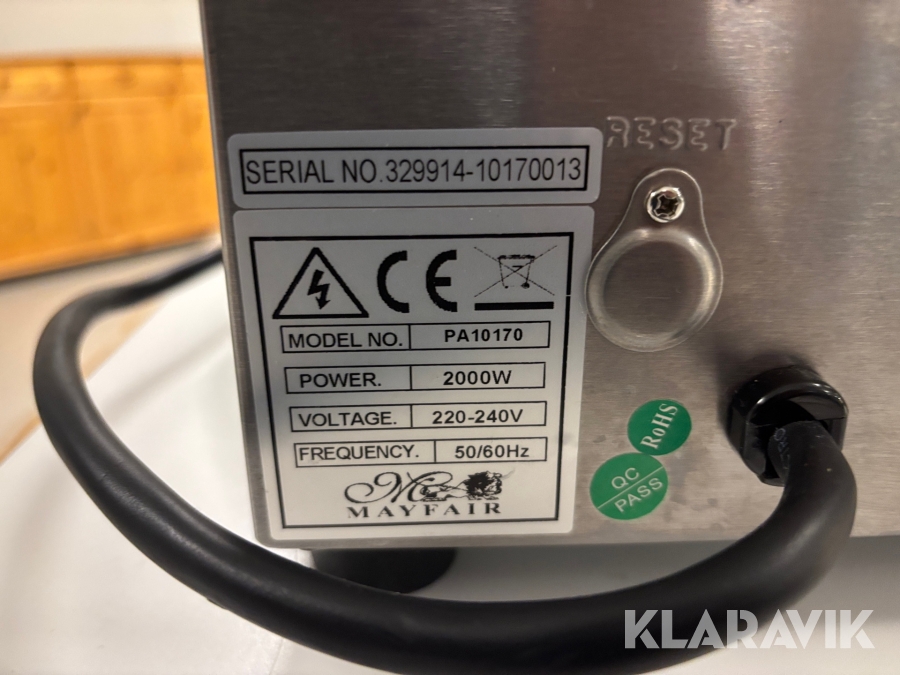 RESET
SERIAL NO.329914-10170013
CE
MODEL NO. PA10170
POWER. 2000W
VOLTAGE. 220-240V
FREQUENCY. 50/60Hz
MAYFAIR
RoHS
QC
PASS
KLARAVIK